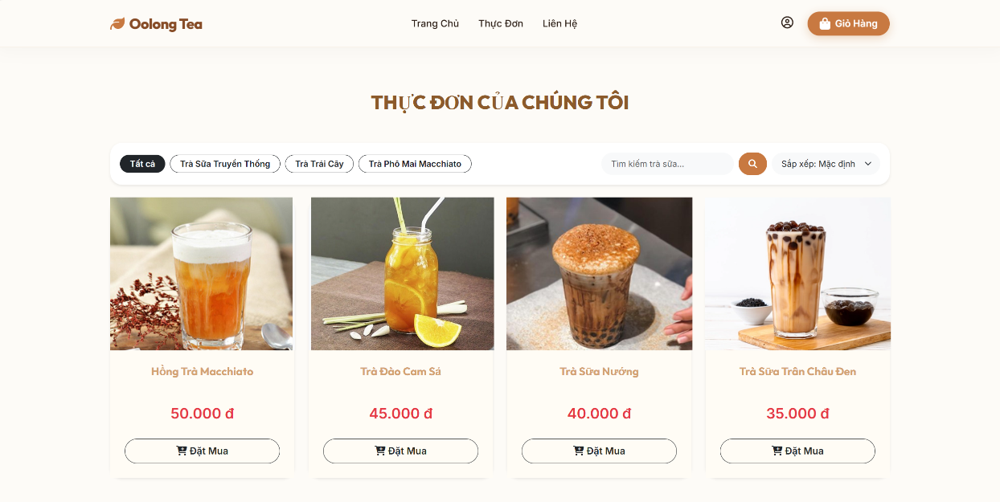 Oolong Tea
Trang Chủ Thực Đơn Liên Hệ
Giỏ Hàng
THỰC ĐƠN CỦA CHÚNG TÔI
Tất cả Trà Sữa Truyền Thống Trà Trái Cây Trà Phô Mai Macchiato
Tìm kiếm trà sữa...
Sắp xếp: Mặc định
Hồng Trà Macchiato
50.000 đ
Đặt Mua
Trà Đào Cam Sả
45.000 đ
Đặt Mua
Trà Sữa Nướng
40.000 đ
Đặt Mua
Trà Sữa Trân Châu Đen
35.000 đ
Đặt Mua